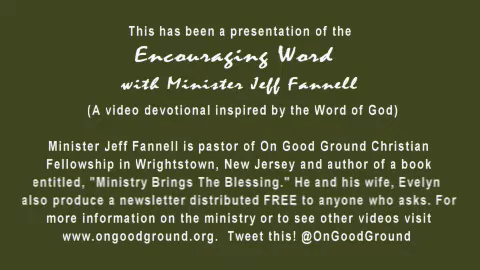 This has been a presentation of the
Encouraging Word
with Minister Jeff Fannell
(A video devotional inspired by the Word of God)
Minister Jeff Fannell is pastor of On Good Ground Christian
Fellowship in Wrightstown, New Jersey and author of a book
entitled, "Ministry Brings The Blessing." He and his wife, Evelyn
also produce a newsletter distributed FREE to anyone who asks. For
more information on the ministry or to see other videos visit
www.ongoodground.org. Tweet this! @OnGoodGround